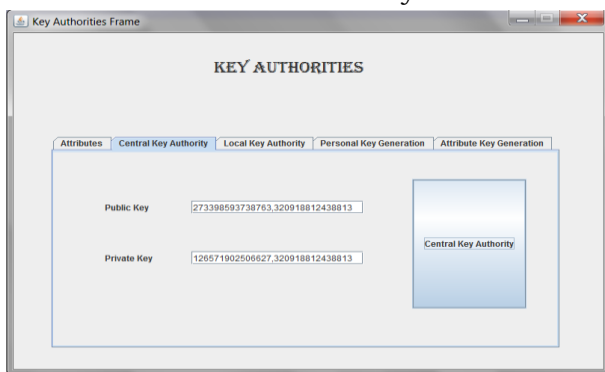 Key Authorities Frame
KEY AUTHORITIES
Attributes Central Key Authority Local Key Authority Personal Key Generation Attribute Key Generation
Public Key 273398593738763,320918812438813
Central Key Authority
Private Key 126571902506627,320918812438813